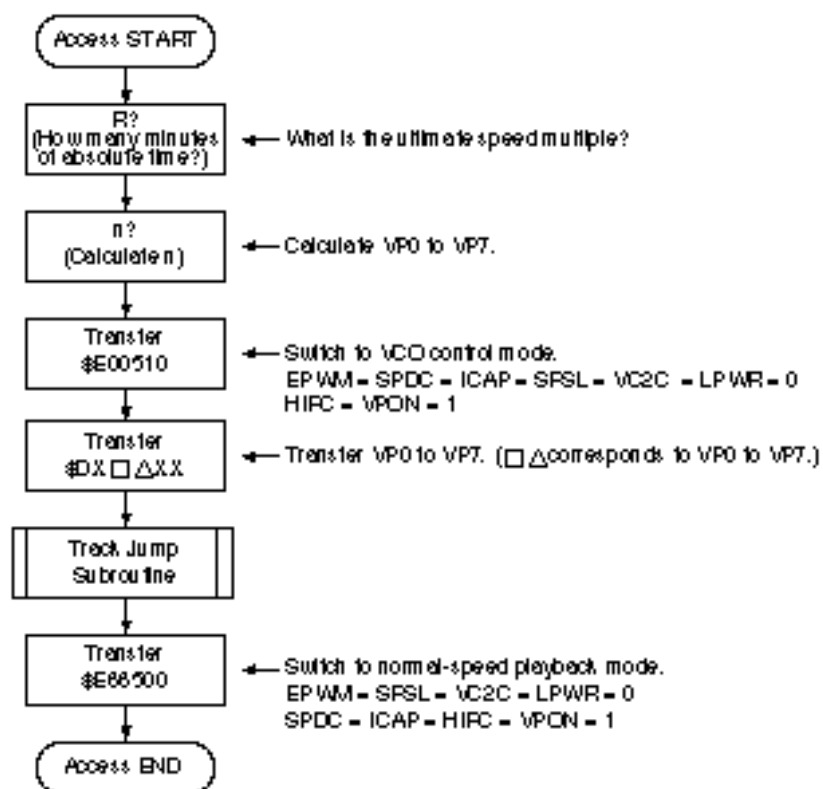 Access START
R?
(How many minutes
of absolute time?)
What is the ultimate speed multiple?
n?
(Calculate n)
Calculate VP0 to VP7.
Transfer
$E00510
Switch to VCO control mode.
EPWM = SPDC = ICAP = SFSL = VC2C = LPWR = 0
HIFC = VPON = 1
Transfer
$DX□△XX
Transfer VP0 to VP7. (□△corresponds to VP0 to VP7.)
Track Jump
Subroutine
Transfer
$E66500
Switch to normal-speed playback mode.
EPWM = SFSL = VC2C = LPWR = 0
SPDC = ICAP = HIFC = VPON = 1
Access END